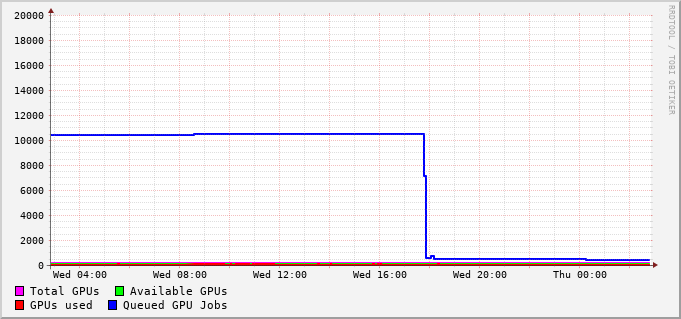 20000
18000
16000
14000
12000
10000
8000
6000
4000
2000
0
Wed 04:00 Wed 08:00 Wed 12:00 Wed 16:00 Wed 20:00 Thu 00:00
Total GPUs Available GPUs
GPUs used Queued GPU Jobs
RRDTOOL / TOBI OETIKER